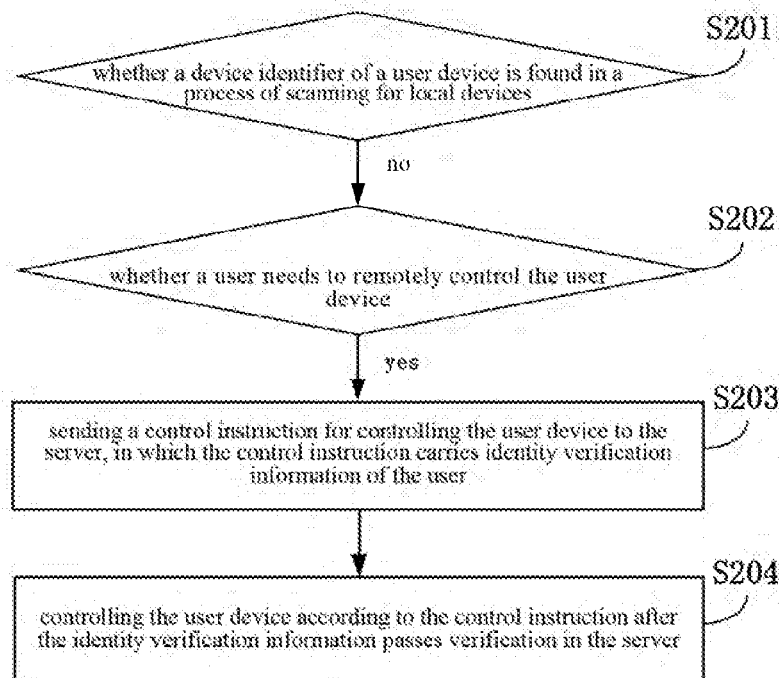 S201
whether a device identifier of a user device is found in a
process of scanning for local devices
no
S202
whether a user needs to remotely control the user
device
yes
S203
sending a control instruction for controlling the user device to the
server, in which the control instruction carries identity verification
information of the user
S204
controlling the user device according to the control instruction after
the identity verification information passes verification in the server